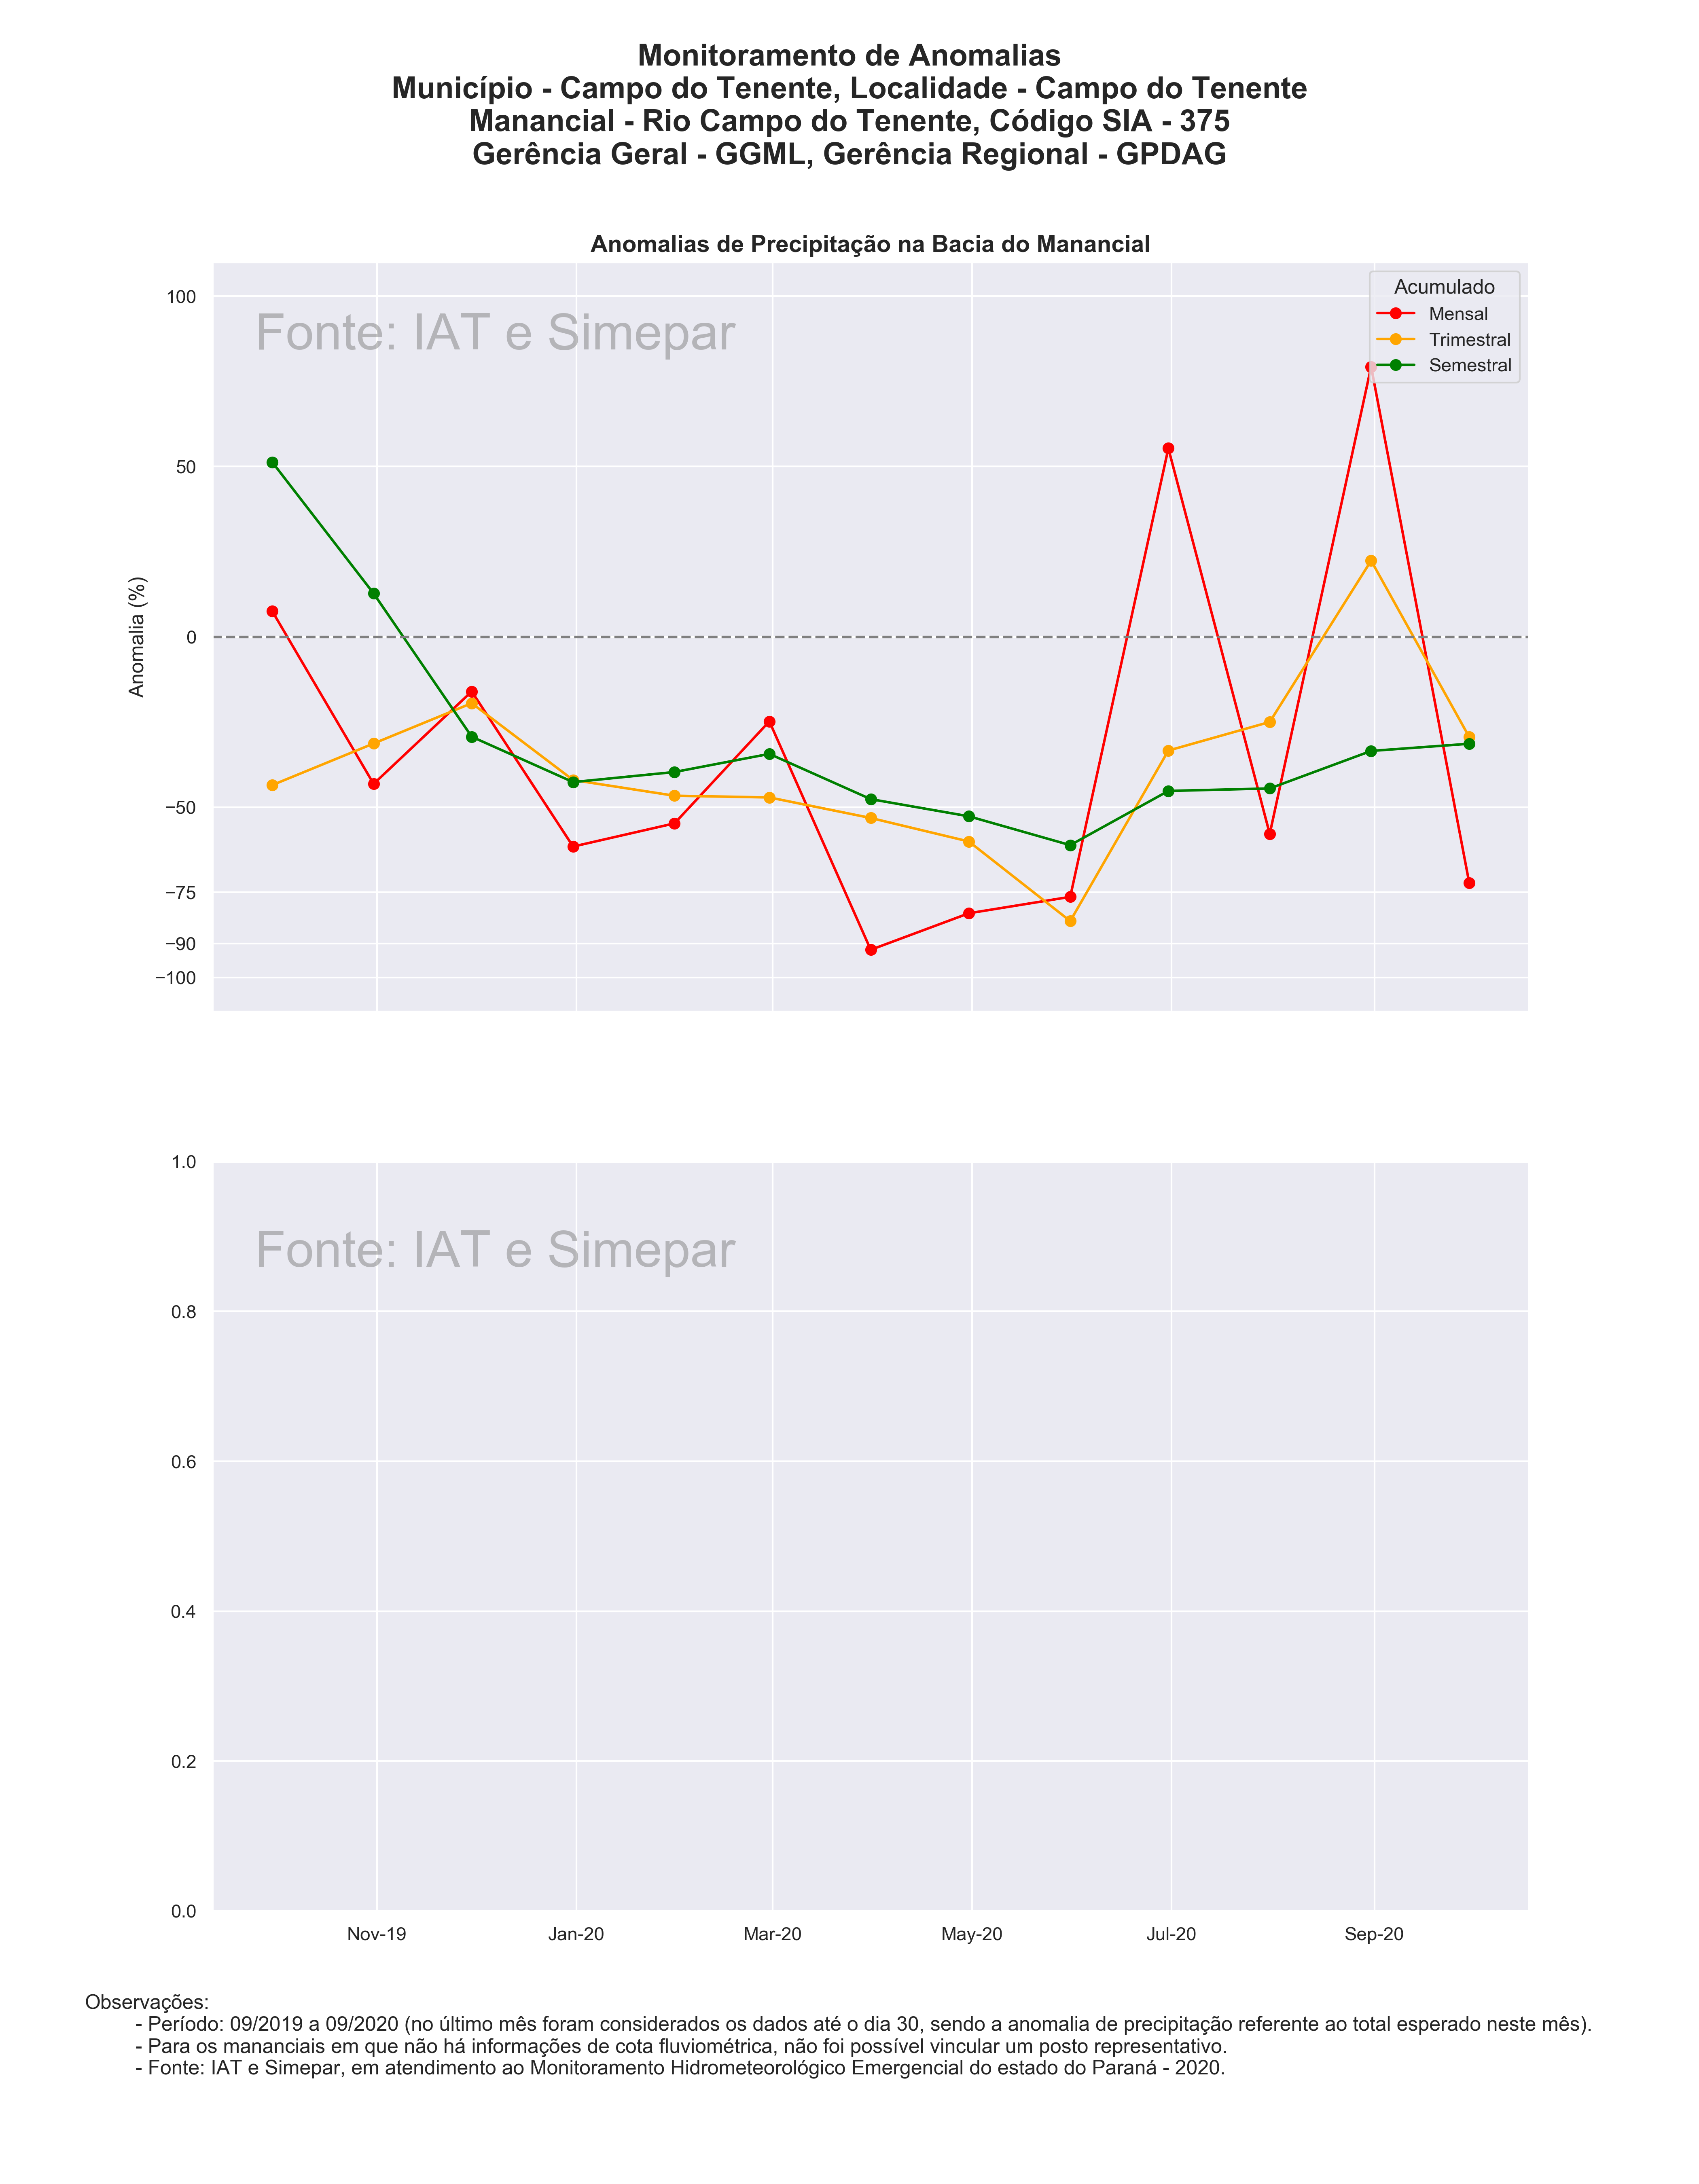 Monitoramento de Anomalias
Município - Campo do Tenente, Localidade - Campo do Tenente
Manancial - Rio Campo do Tenente, Código SIA - 375
Gerência Geral - GGML, Gerência Regional - GPDAG
Anomalias de Precipitação na Bacia do Manancial
Fonte: IAT e Simepar
Acumulado
Mensal
Trimestral
Semestral
Anomalia (%)
100
50
0
−50
−75
−90
−100
Fonte: IAT e Simepar
1.0
0.8
0.6
0.4
0.2
0.0
Nov-19 Jan-20 Mar-20 May-20 Jul-20 Sep-20
Observações:
- Período: 09/2019 a 09/2020 (no último mês foram considerados os dados até o dia 30, sendo a anomalia de precipitação referente ao total esperado neste mês).
- Para os mananciais em que não há informações de cota fluviométrica, não foi possível vincular um posto representativo.
- Fonte: IAT e Simepar, em atendimento ao Monitoramento Hidrometeorológico Emergencial do estado do Paraná - 2020.